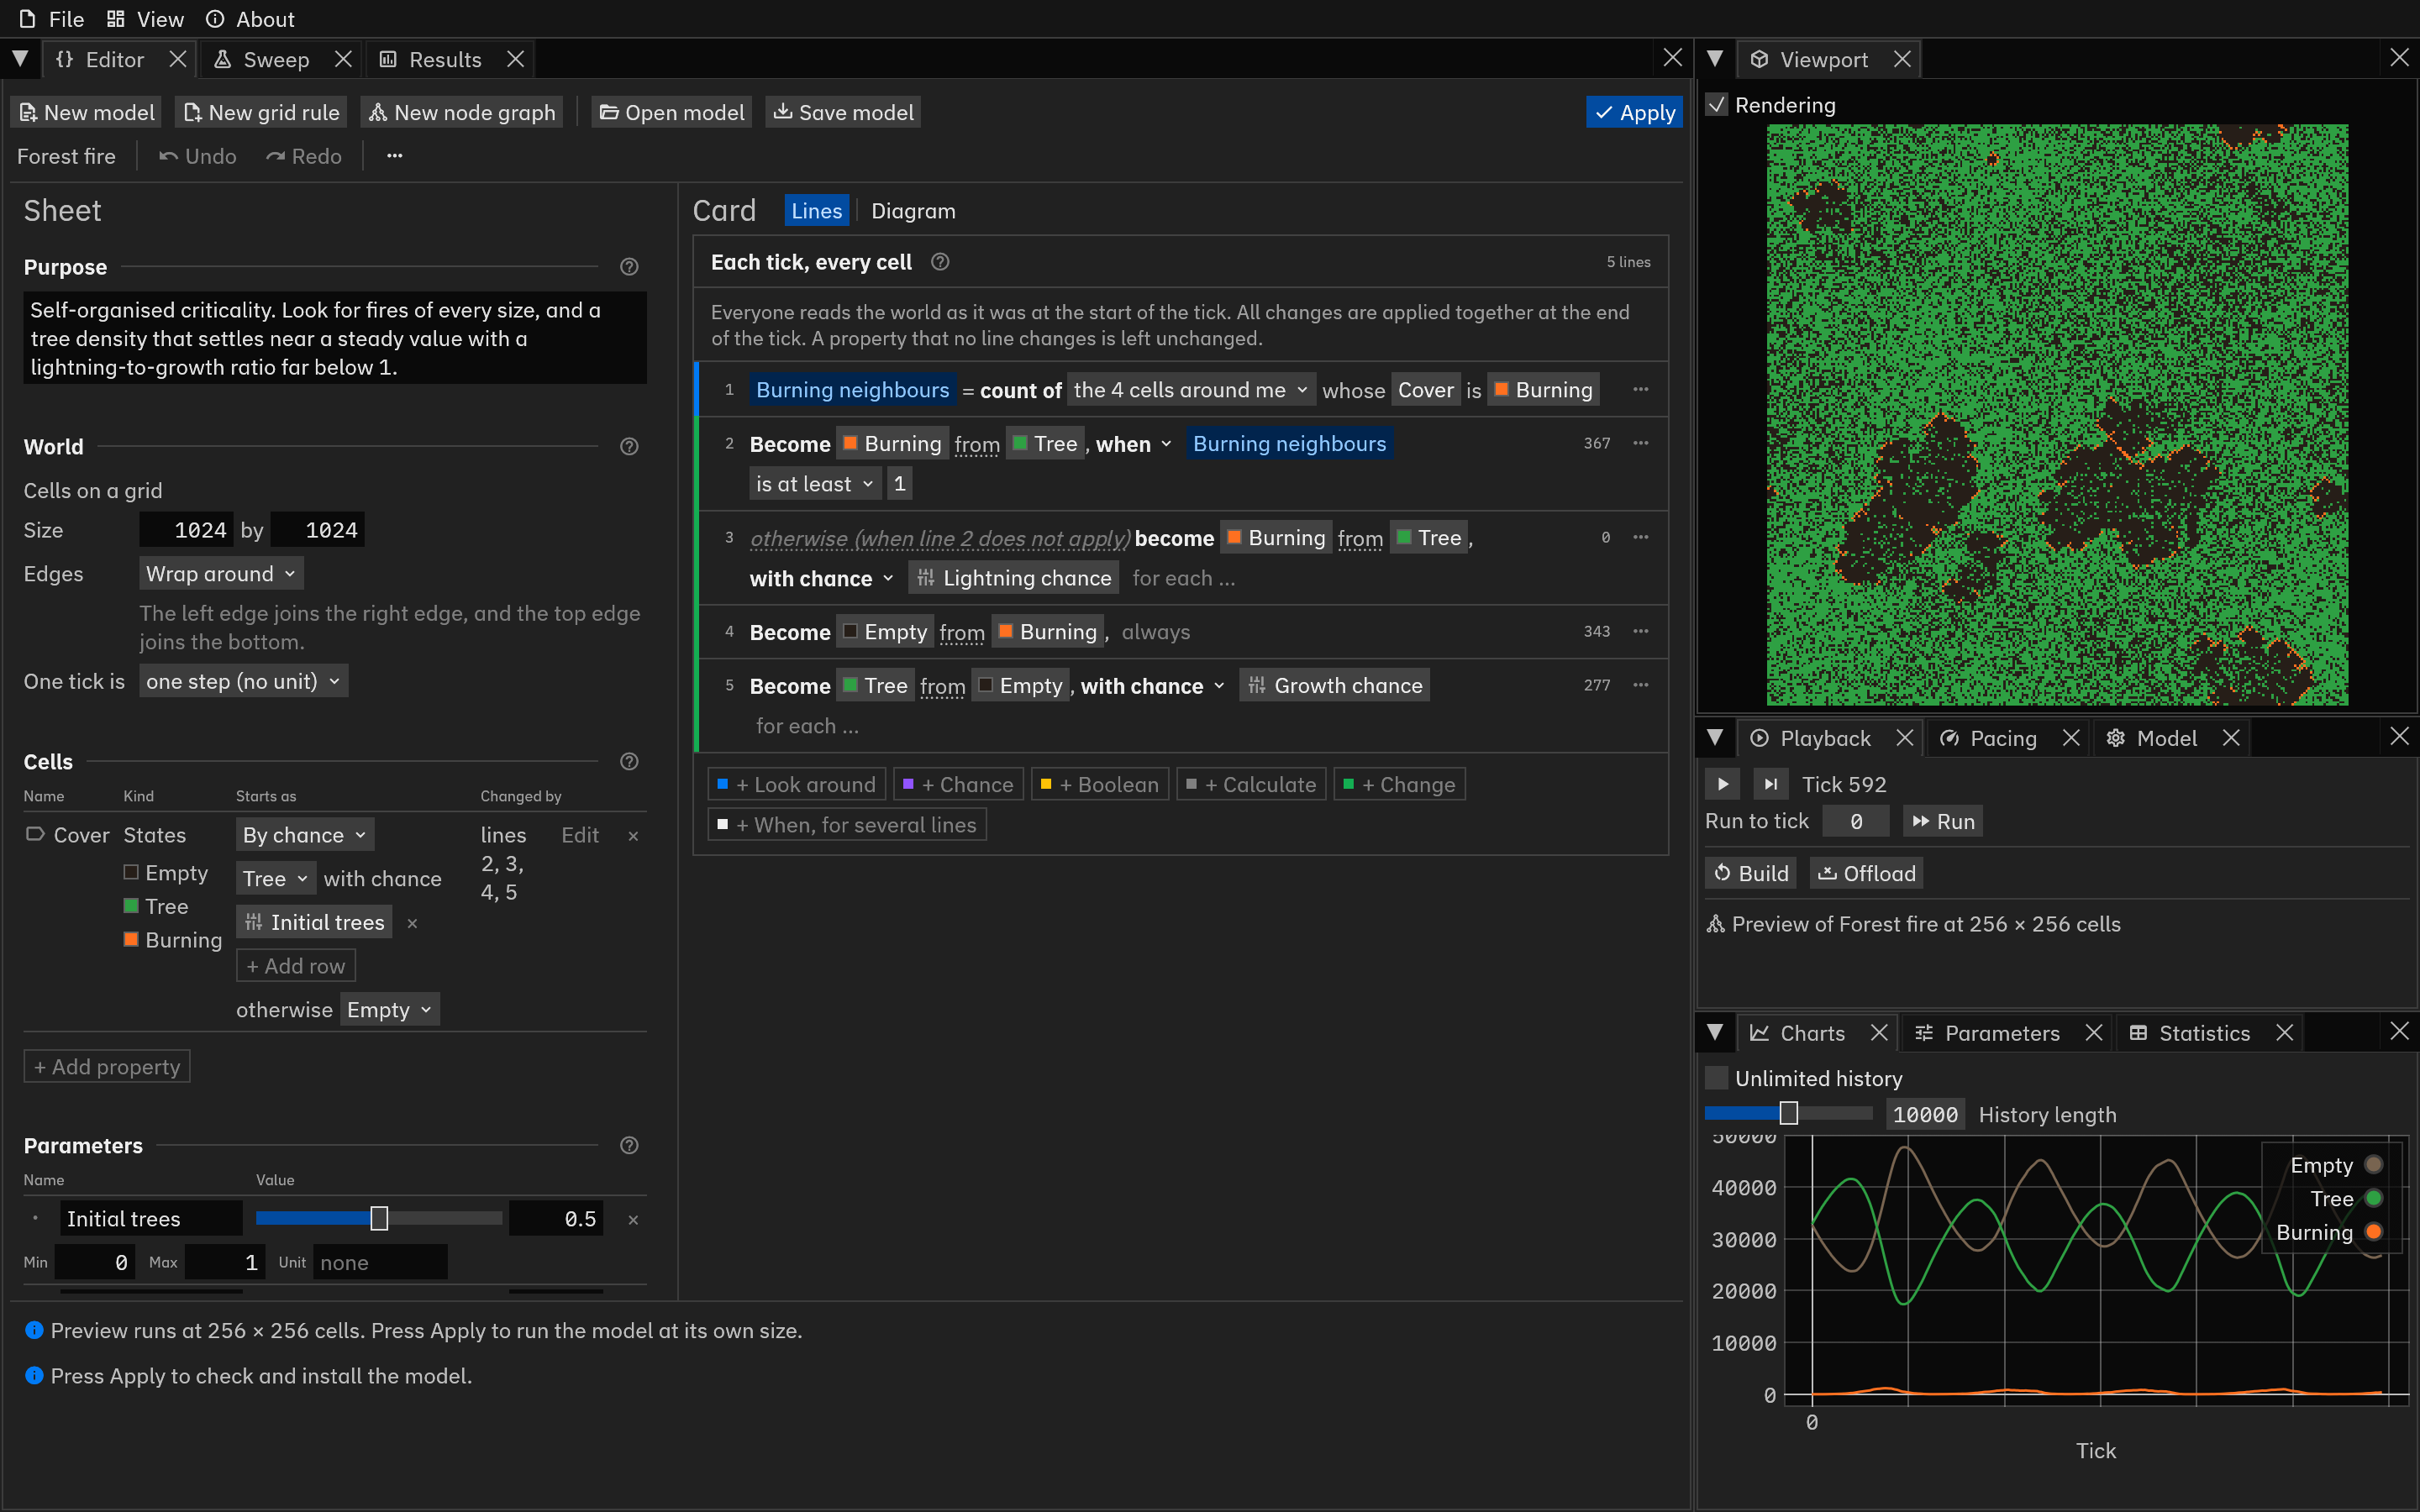 File View About
Editor Sweep Results
New model New grid rule New node graph Open model Save model Apply
Forest fire Undo Redo ...
Sheet
Purpose
Self-organised criticality. Look for fires of every size, and a
tree density that settles near a steady value with a
lightning-to-growth ratio far below 1.
World
Cells on a grid
Size 1024 by 1024
Edges Wrap around
The left edge joins the right edge, and the top edge
joins the bottom.
One tick is one step (no unit)
Cells
Name Kind Starts as Changed by
Cover States By chance lines Edit
2, 3,
Empty Tree with chance
4, 5
Tree Initial trees
Burning
+ Add row
otherwise Empty
+ Add property
Parameters
Name Value
Initial trees 0.5
Min 0 Max 1 Unit none
Card Lines Diagram
Each tick, every cell 5 lines
Everyone reads the world as it was at the start of the tick. All changes are applied together at the end
of the tick. A property that no line changes is left unchanged.
1 Burning neighbours = count of the 4 cells around me whose Cover is Burning ...
2 Become Burning from Tree, when Burning neighbours 367 ...
is at least 1
3 otherwise (when line 2 does not apply) become Burning from Tree, 0 ...
with chance Lightning chance for each ...
4 Become Empty from Burning, always 343 ...
5 Become Tree from Empty, with chance Growth chance 277 ...
for each ...
+ Look around + Chance + Boolean + Calculate + Change
+ When, for several lines
Preview runs at 256 × 256 cells. Press Apply to run the model at its own size.
Press Apply to check and install the model.
Viewport
Rendering
Playback Pacing Model
Tick 592
Run to tick 0 Run
Build Offload
Preview of Forest fire at 256 × 256 cells
Charts Parameters Statistics
Unlimited history
10000 History length
50000
40000
30000
20000
10000
0
0
Tick
Empty
Tree
Burning